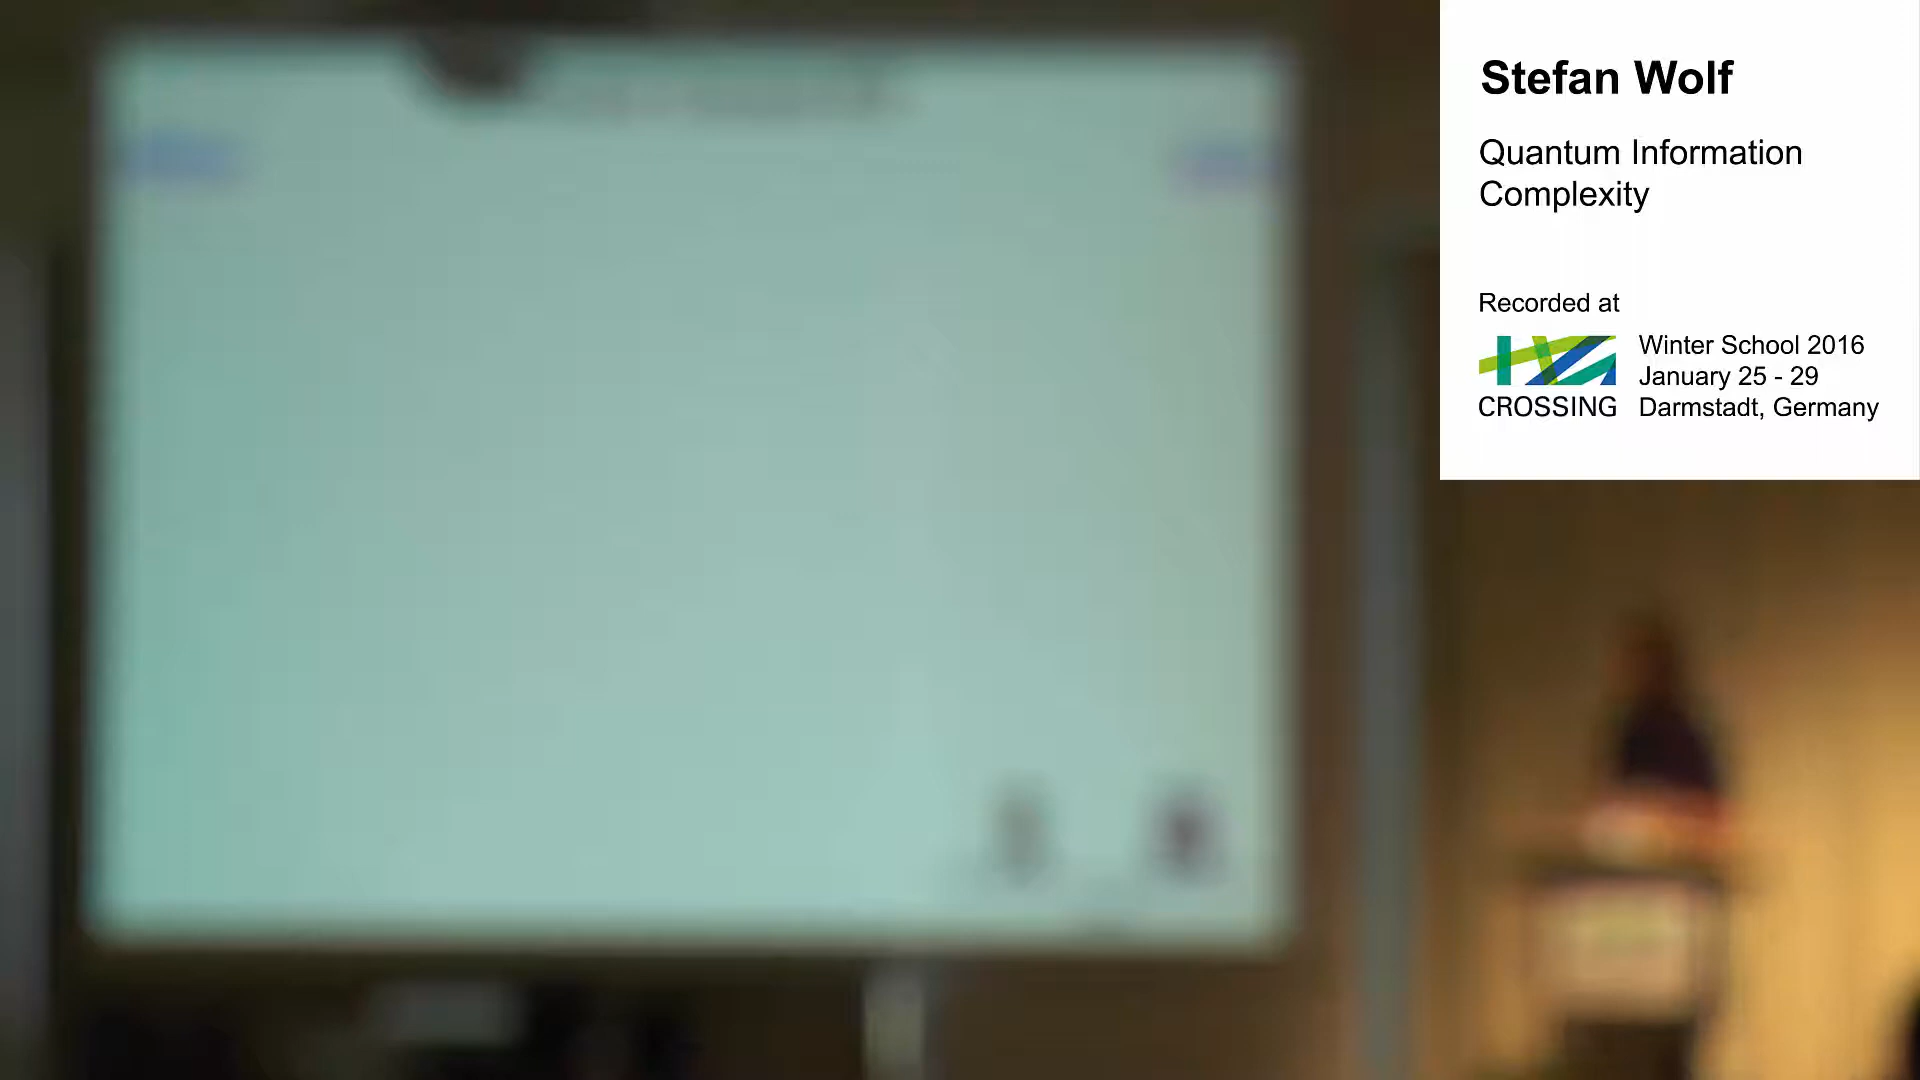 Stefan Wolf
Quantum Information
Complexity
Recorded at
CROSSING
Winter School 2016
January 25 - 29
Darmstadt, Germany